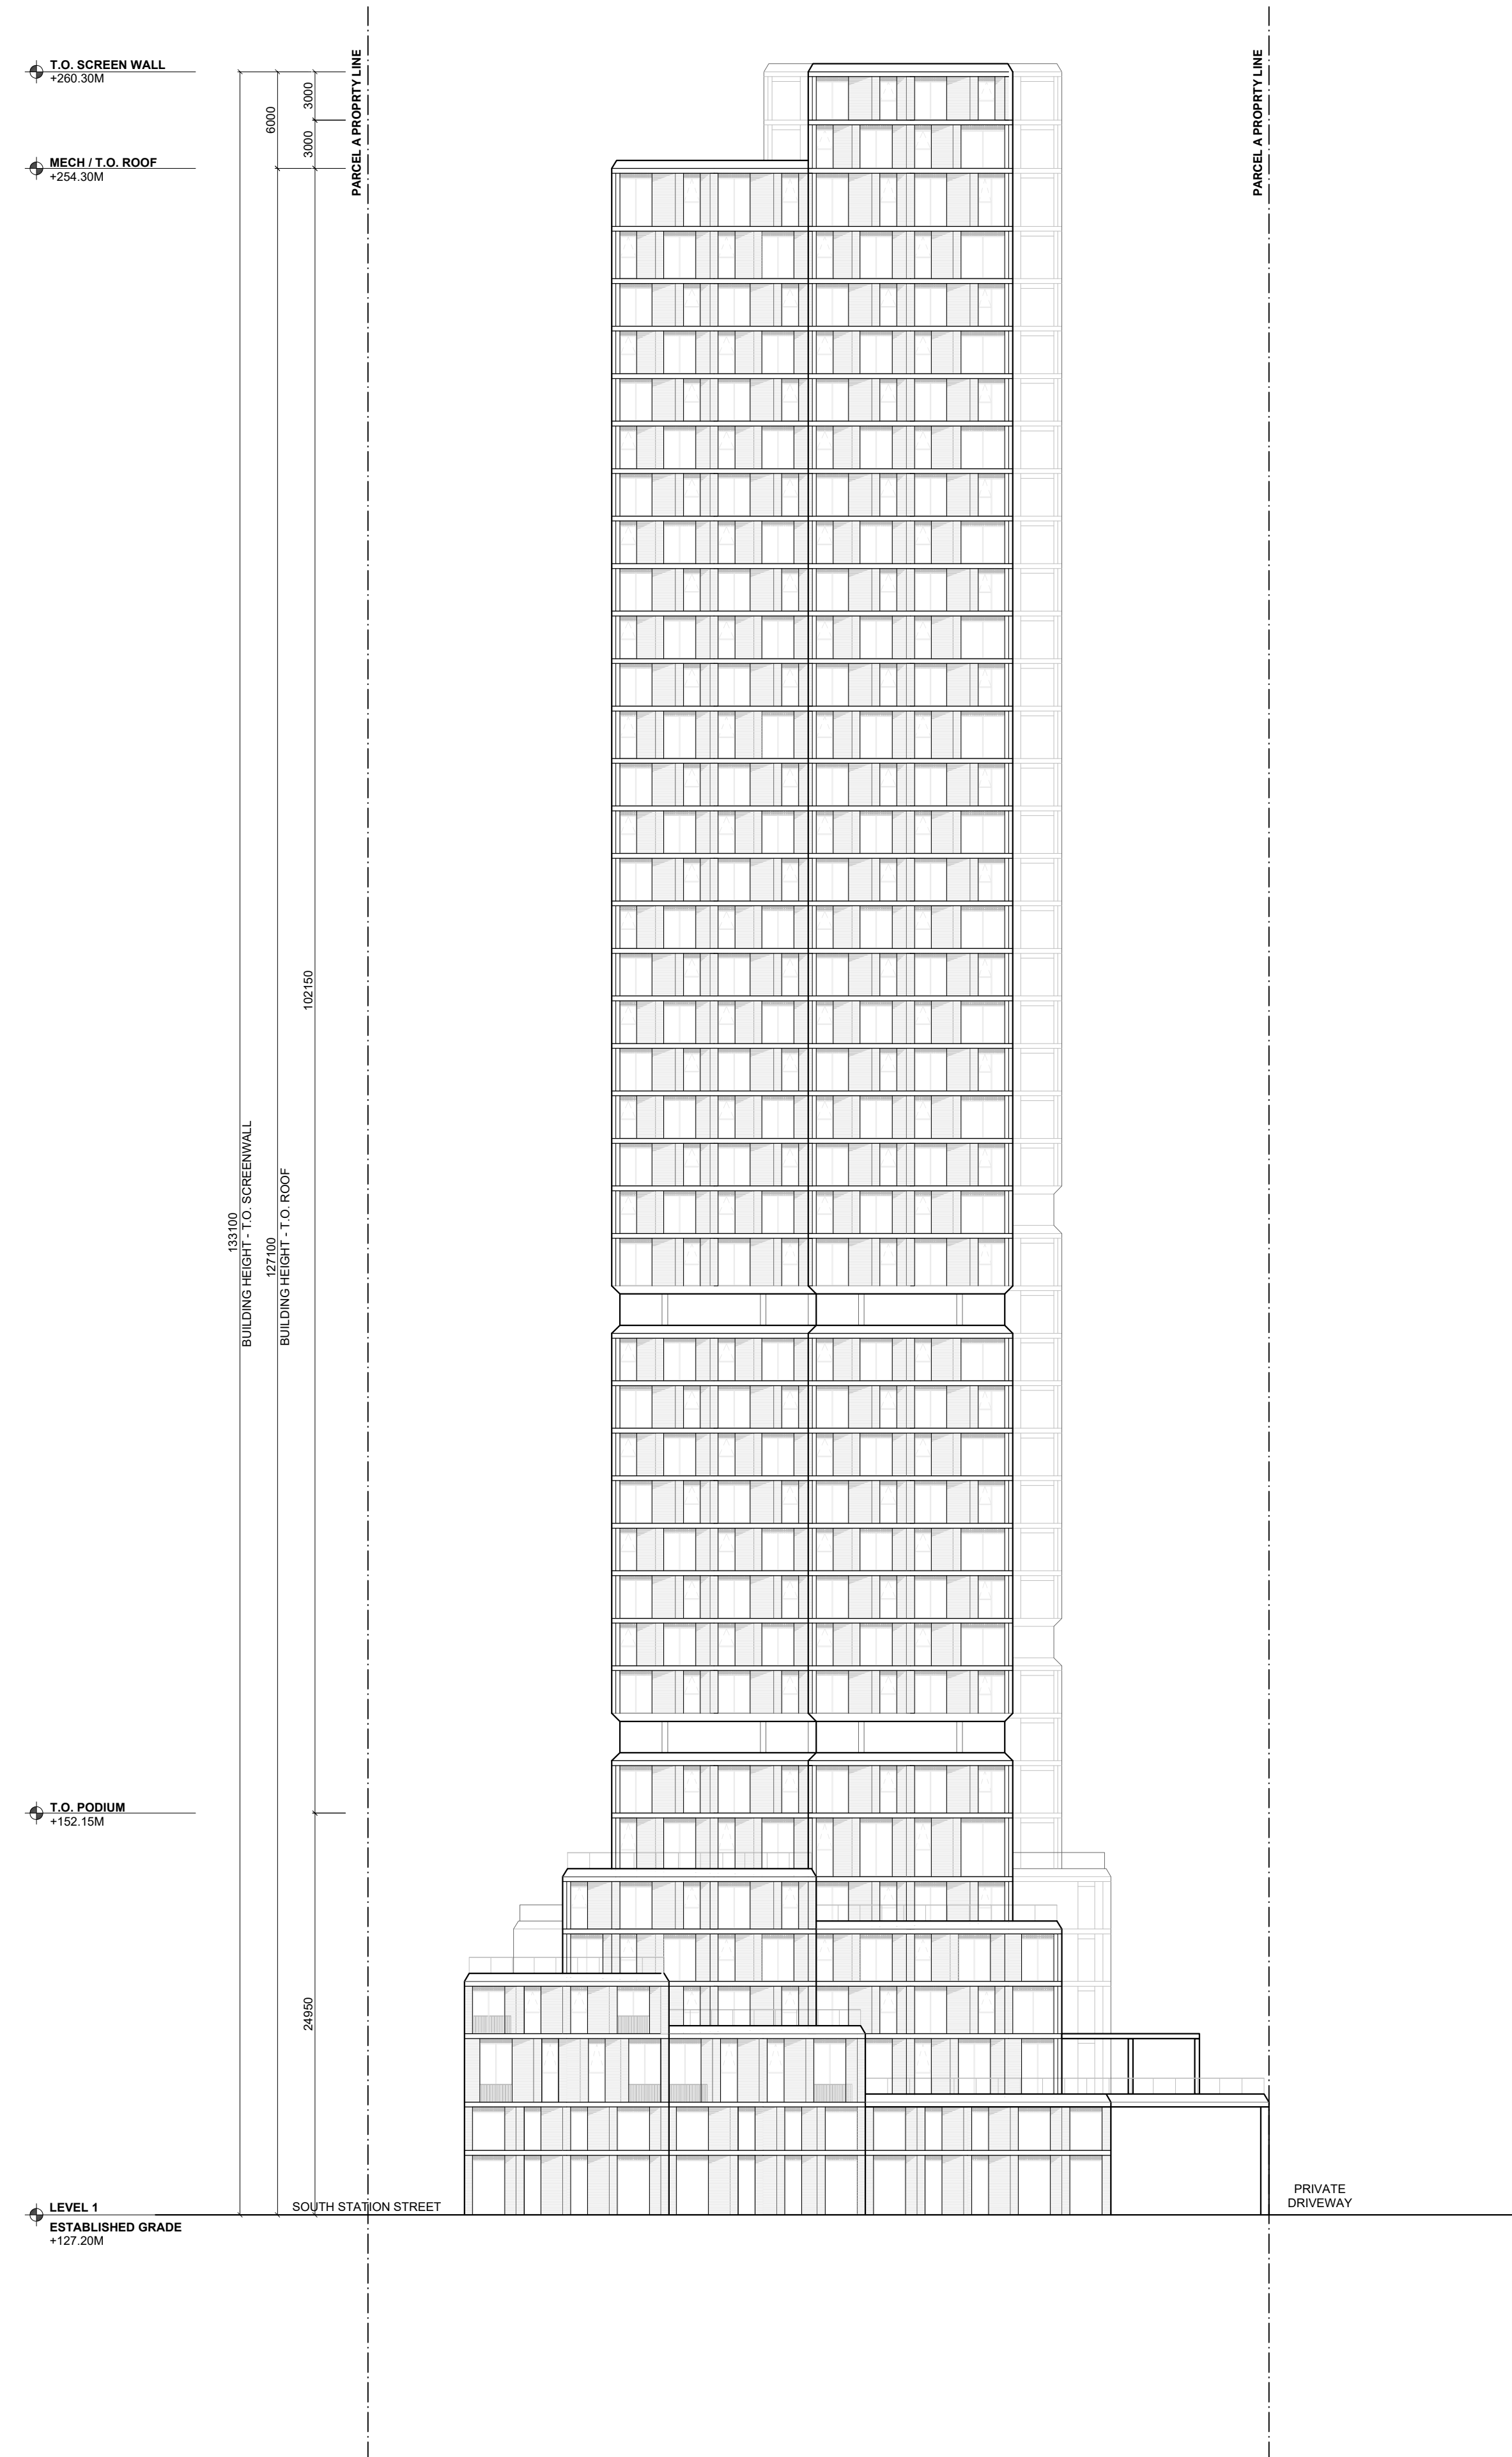 T.O. SCREEN WALL
+260.30M
MECH / T.O. ROOF
+254.30M
3000
6000
3000
PARCEL A PROPRTY LINE
PARCEL A PROPRTY LINE
102150
133100
BUILDING HEIGHT - T.O. SCREENWALL
127100
BUILDING HEIGHT - T.O. ROOF
T.O. PODIUM
+152.15M
24950
LEVEL 1
ESTABLISHED GRADE
+127.20M
SOUTH STATION STREET
PRIVATE
DRIVEWAY